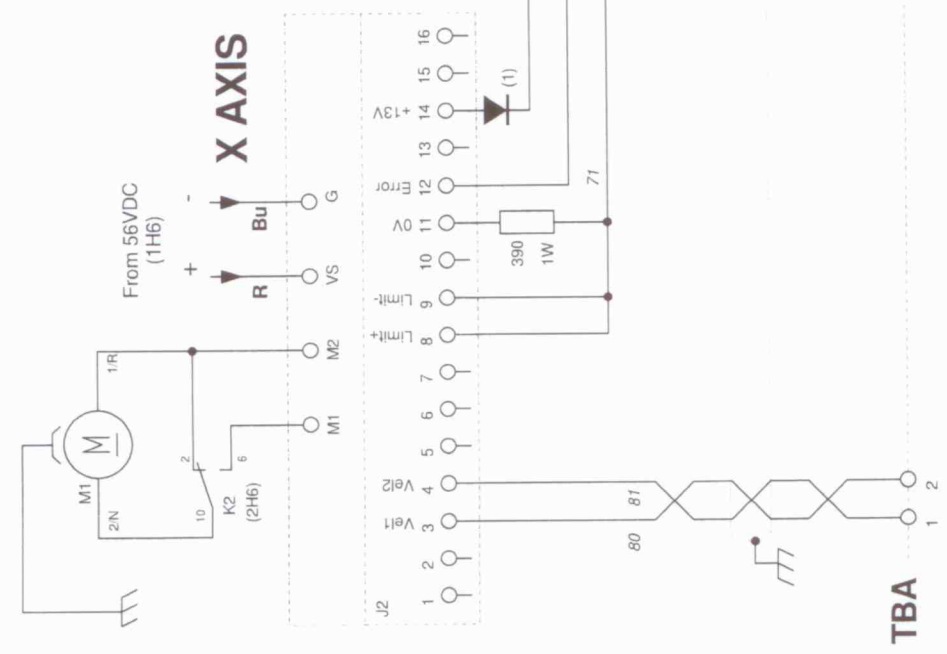 X AXIS
From 56VDC
(1H6)
+
-
R
Bu
1/R
M
M1
2/N
2
6
10
K2
(2H6)
M1
M2
VS
G
J2
1
2
3
4
5
6
7
8
9
10
11
12
13
14
15
16
Vel1
Vel2
Limit+
Limit-
0V
Error
+13V
(1)
390
1W
71
80
81
1
2
TBA